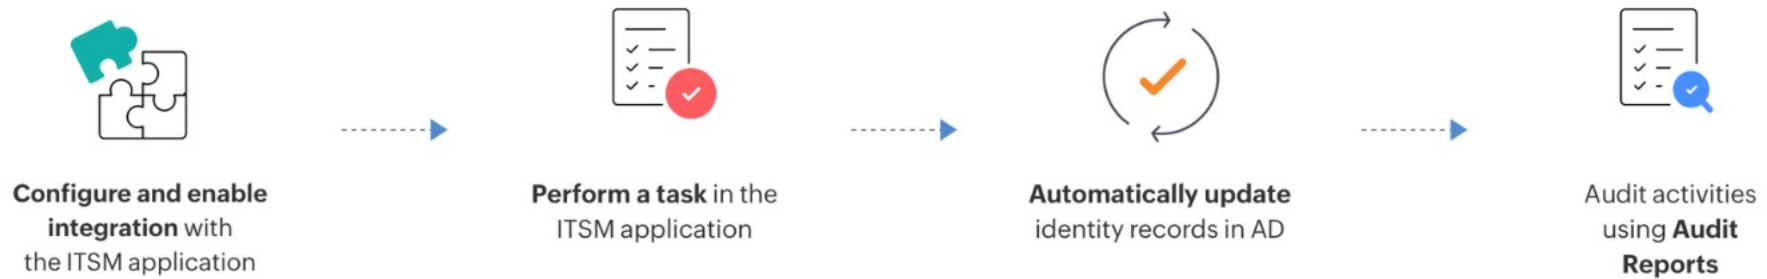 Configure and enable
integration with
the ITSM application
Perform a task in the
ITSM application
Automatically update
identity records in AD
Audit activities
using Audit
Reports